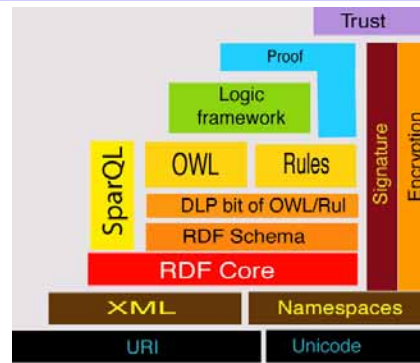 Trust
Proof
Logic
framework
SparQL
OWL
Rules
DLP bit of OWL/Rul
RDF Schema
RDF Core
Signature
Encryption
XML
Namespaces
URI
Unicode